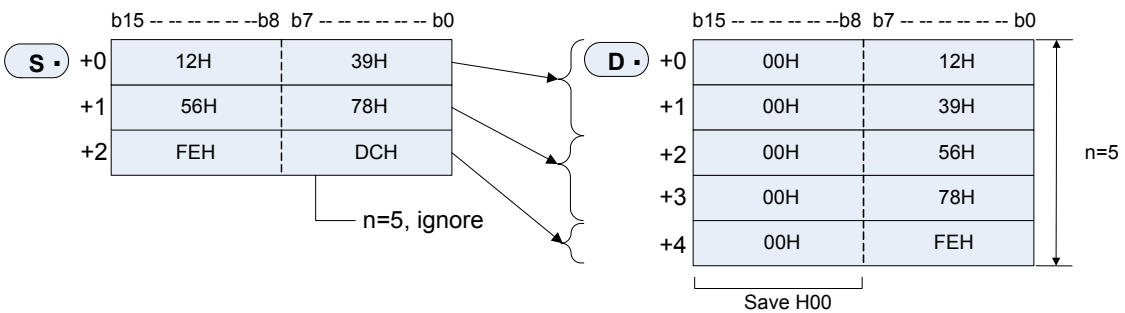 b15 -- -- -- -- -- --b8 b7 -- -- -- -- -- b0 b15 -- -- -- -- --b8 b7 -- -- -- -- -- b0
S · +0 12H 39H D · +0 00H 12H
+1 56H 78H +1 00H 39H
+2 FEH DCH +2 00H 56H n=5
+3 00H 78H
n=5, ignore
+4 00H FEH
Save H00